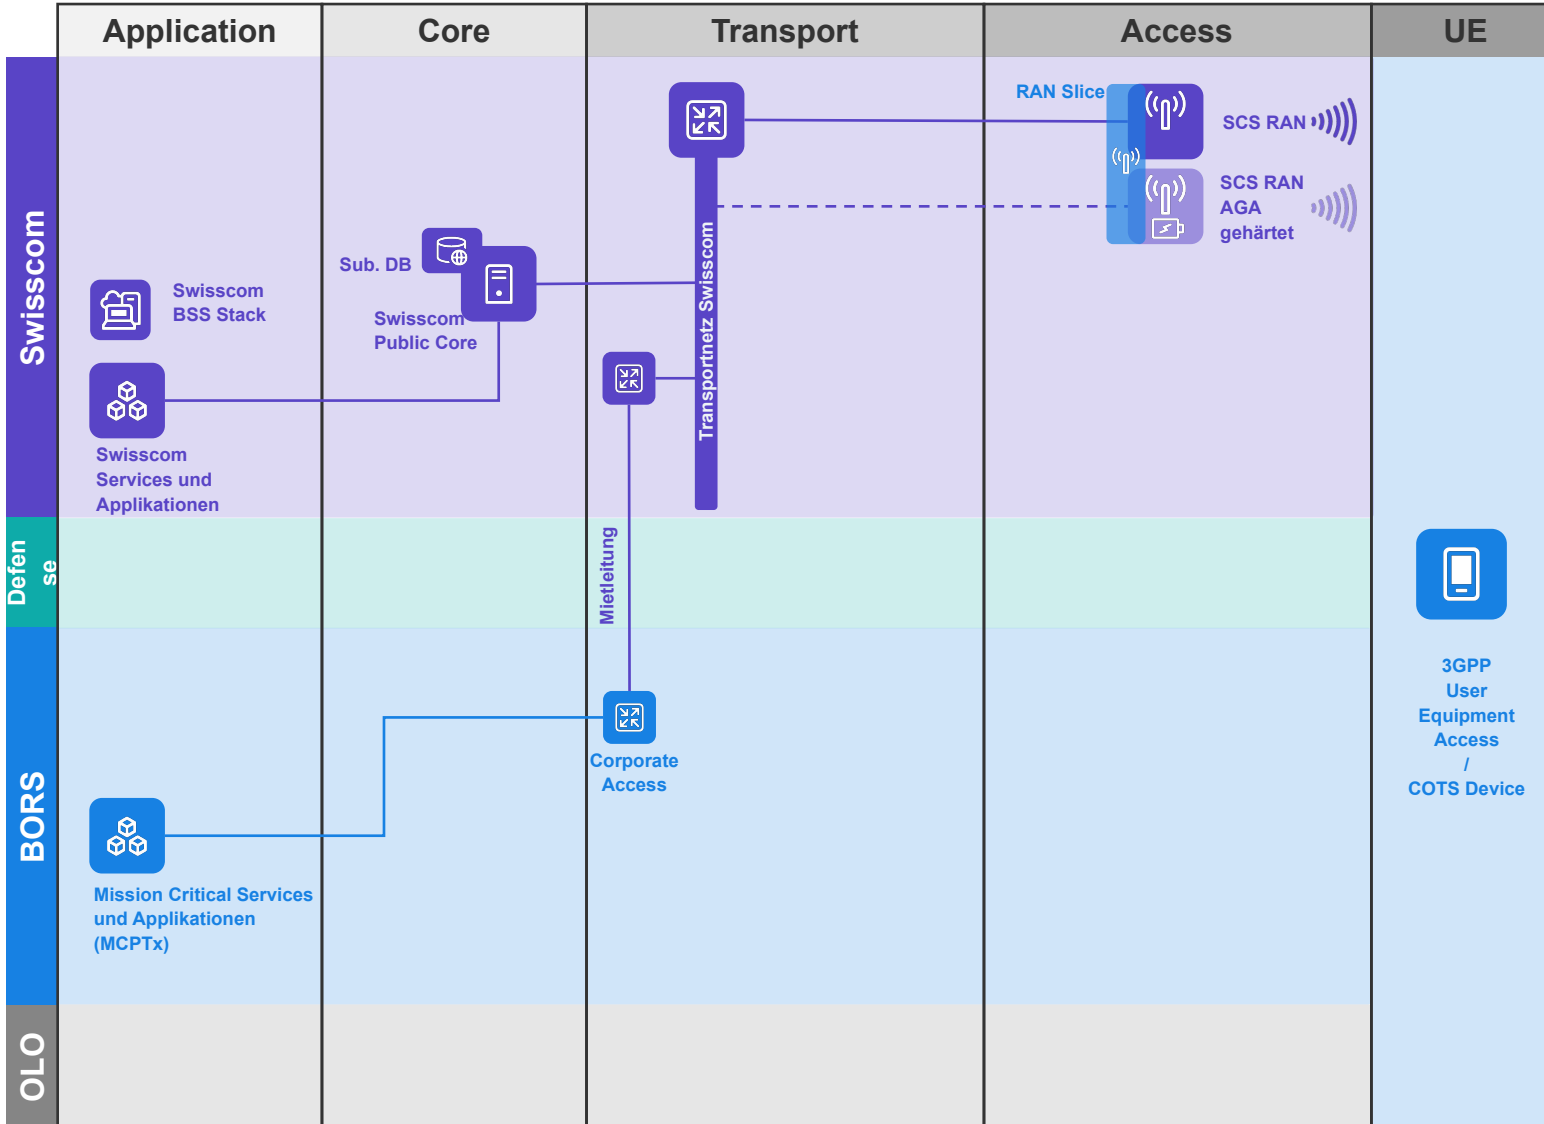 Application
Core
Transport
Access
UE
Swisscom
RAN Slice
SCS RAN
SCS RAN
AGA
gehärtet
Transportnetz Swisscom
Sub. DB
Swisscom
Public Core
Swisscom
BSS Stack
Swisscom
Services und
Applikationen
Defen
se
Mietleitung
3GPP
User
Equipment
Access
/
COTS Device
BORS
Corporate
Access
Mission Critical Services
und Applikationen
(MCPTx)
OLO